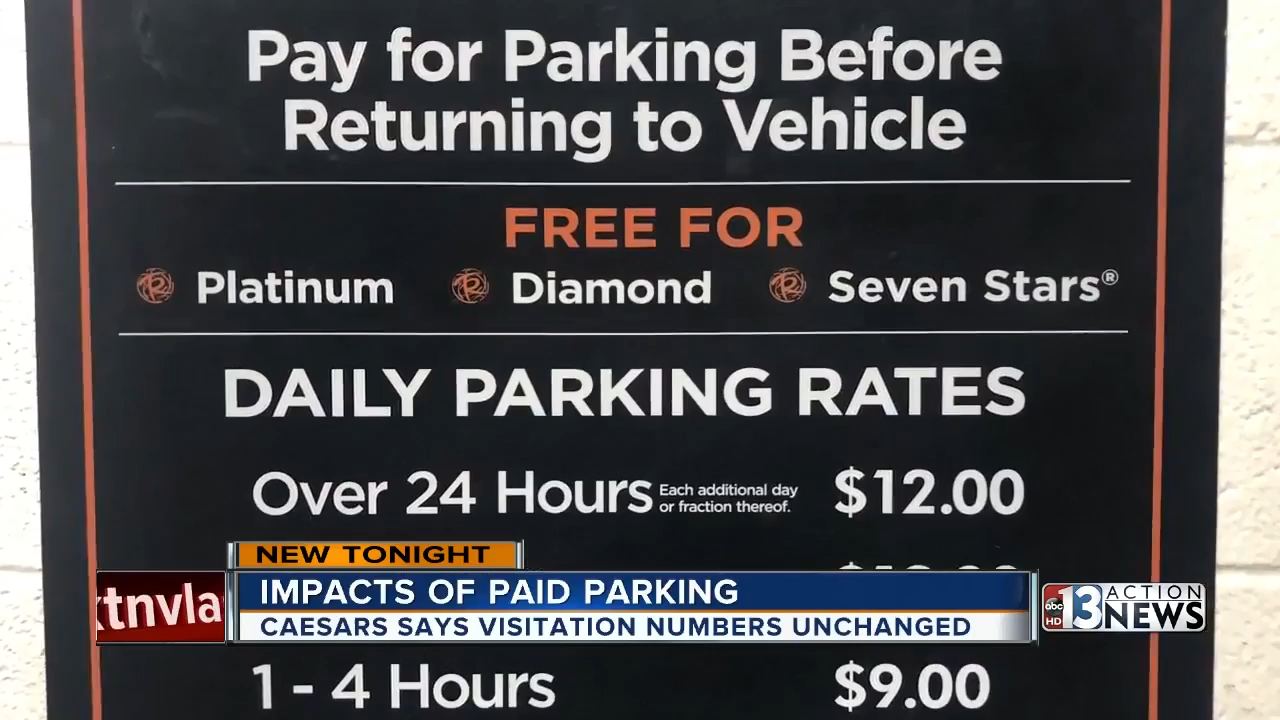 Pay for Parking Before
Returning to Vehicle
FREE FOR
Platinum Diamond Seven Stars®
DAILY PARKING RATES
Over 24 Hours Each additional day
or fraction thereof. $12.00
NEW TONIGHT
IMPACTS OF PAID PARKING
CAESARS SAYS VISITATION NUMBERS UNCHANGED
abc 13 ACTION
HD NEWS
1 - 4 Hours $9.00